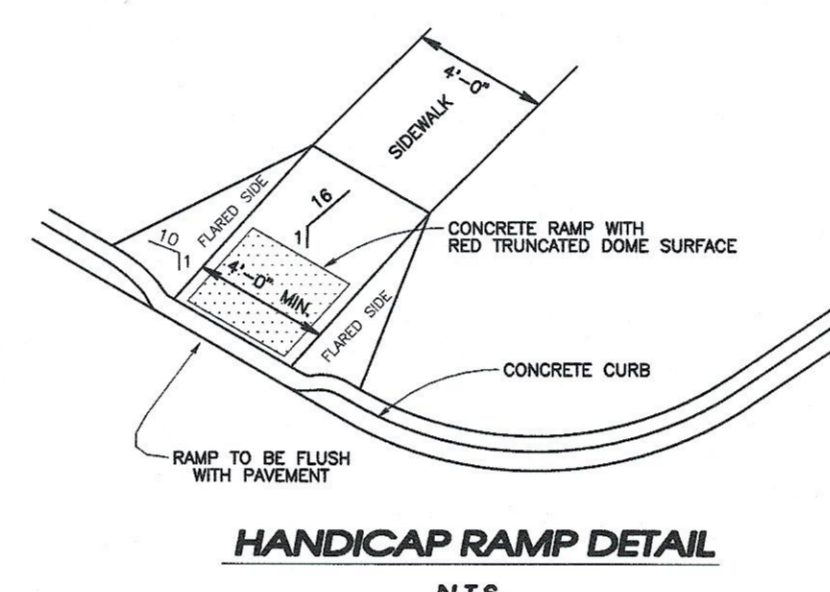 4'-0"
SIDEWALK
FLARED SIDE
16
1
10
1
4'-0" MIN.
FLARED SIDE
CONCRETE RAMP WITH
RED TRUNCATED DOME SURFACE
CONCRETE CURB
RAMP TO BE FLUSH
WITH PAVEMENT
HANDICAP RAMP DETAIL
N.T.S.